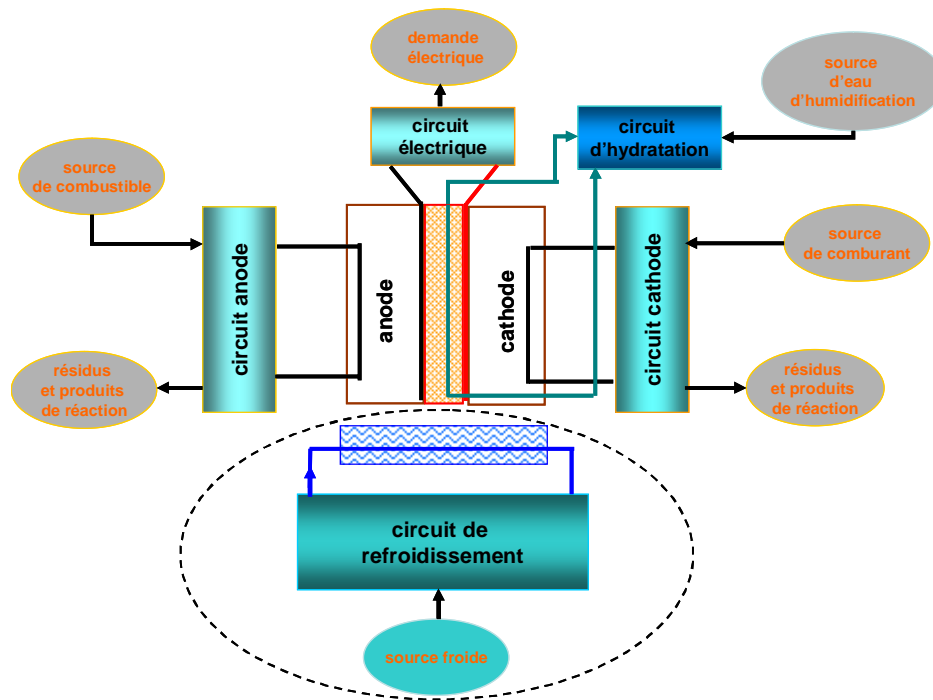 demande
électrique
source
d'eau
d'humidification
circuit
électrique
circuit
d'hydratation
source
de combustible
source
de comburant
circuit anode
anode
cathode
circuit cathode
résidus
et produits
de réaction
résidus
et produits
de réaction
circuit de
refroidissement
source froide